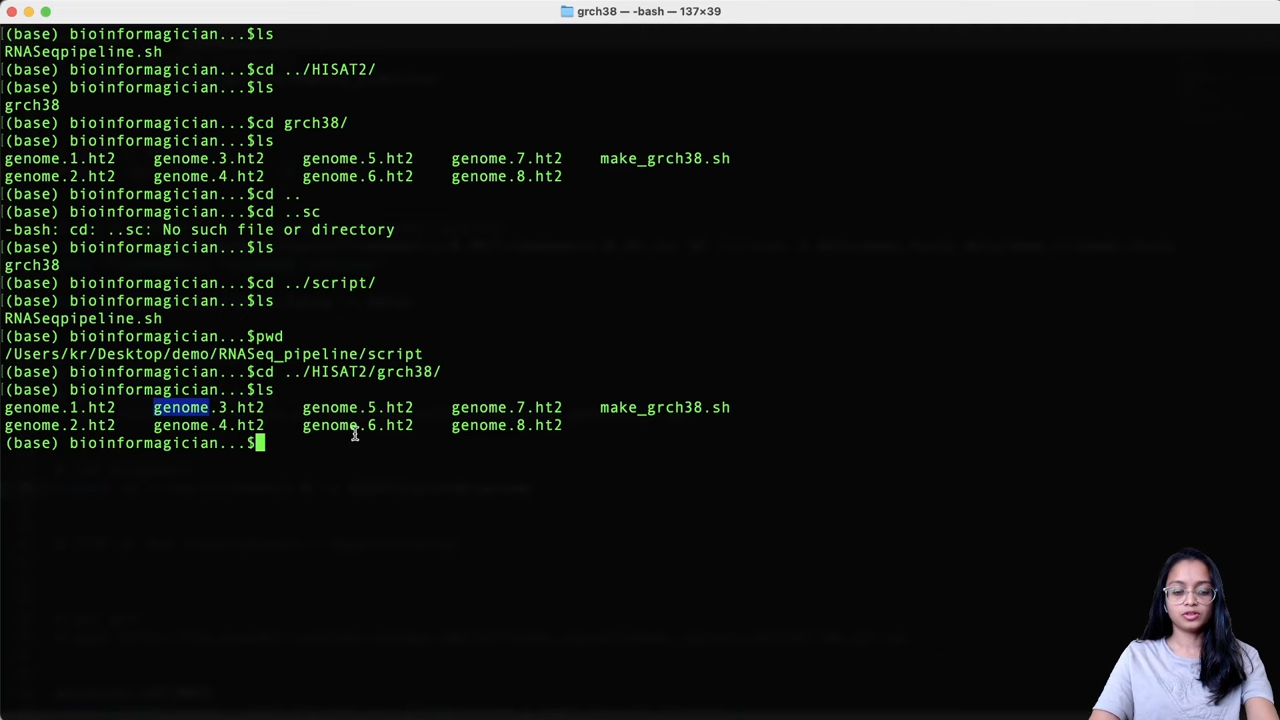 grch38 — -bash — 137×39
(base) bioinformagician...$ls
RNASeqpipeline.sh
(base) bioinformagician...$cd ../HISAT2/
(base) bioinformagician...$ls
grch38
(base) bioinformagician...$cd grch38/
(base) bioinformagician...$ls
genome.1.ht2 genome.3.ht2 genome.5.ht2 genome.7.ht2 make_grch38.sh
genome.2.ht2 genome.4.ht2 genome.6.ht2 genome.8.ht2
(base) bioinformagician...$cd ..
(base) bioinformagician...$cd ..sc
-bash: cd: ..sc: No such file or directory
(base) bioinformagician...$ls
grch38
(base) bioinformagician...$cd ../script/
(base) bioinformagician...$ls
RNASeqpipeline.sh
(base) bioinformagician...$pwd
/Users/kr/Desktop/demo/RNASeq_pipeline/script
(base) bioinformagician...$cd ../HISAT2/grch38/
(base) bioinformagician...$ls
genome.1.ht2 genome.3.ht2 genome.5.ht2 genome.7.ht2 make_grch38.sh
genome.2.ht2 genome.4.ht2 genome.6.ht2 genome.8.ht2
(base) bioinformagician...$